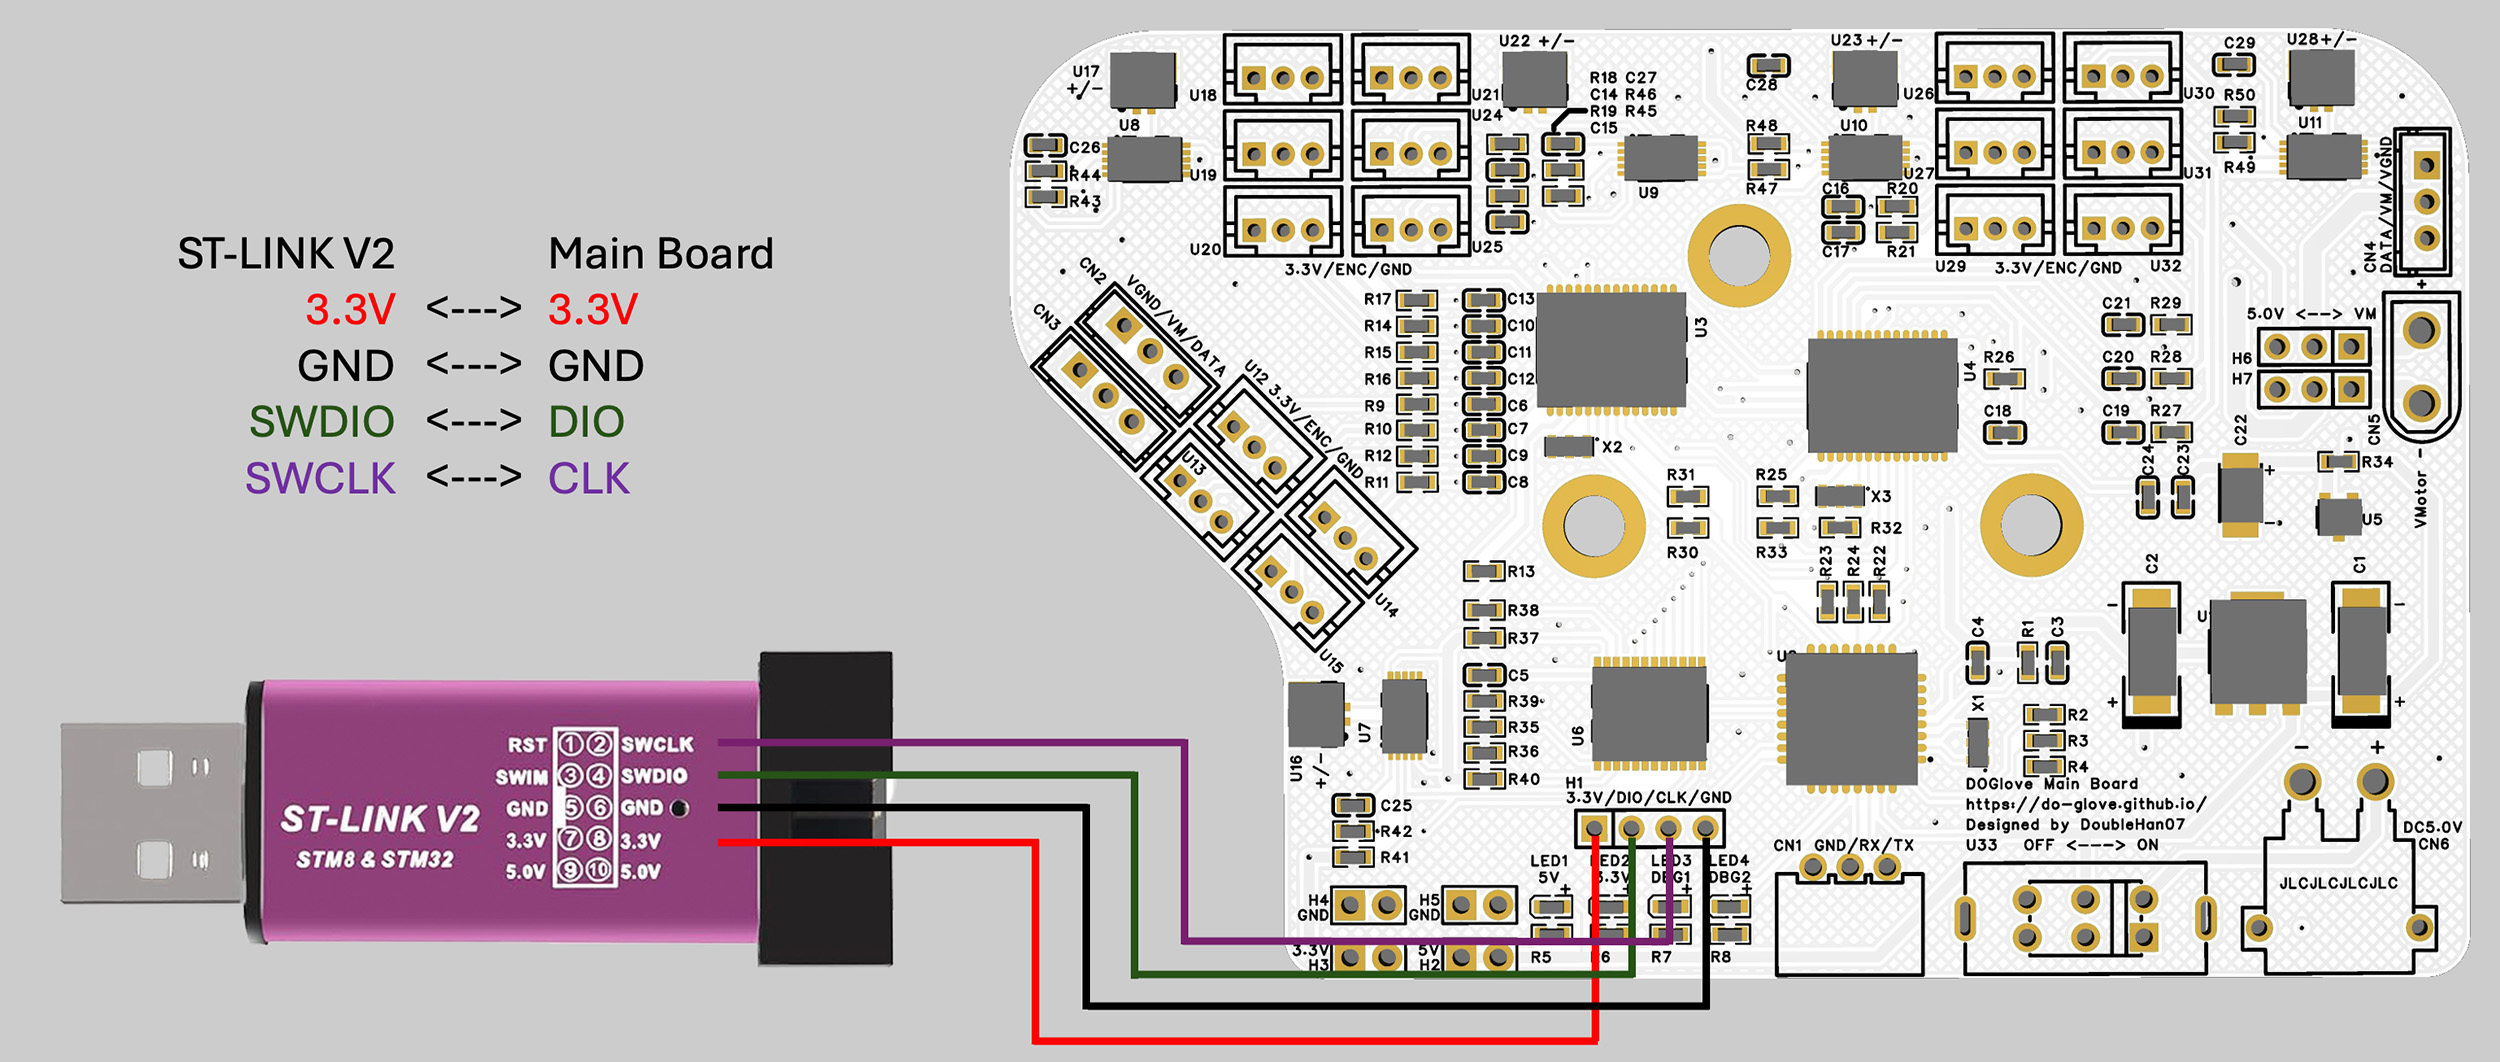 ST-LINK V2 Main Board
3.3V <---> 3.3V
GND <---> GND
SWDIO <---> DIO
SWCLK <---> CLK
RST 1 2 SWCLK
SWIM 3 4 SWDIO
GND 5 6 GND
3.3V 7 8 3.3V
5.0V 9 10 5.0V
ST-LINK V2
STM8 & STM32
U17
+/-
U18
U21
U22 +/-
R18 C27
C14 R46
R19 R45
C15
C28
U23 +/-
U26
U30
C29
U28 +/-
U8
U24
R48
U10
R50
U11
C26
R44
R43
U19
U9
R47
U27
U31
R49
CN4
DATA/VM/VGND
U20
U25
3.3V/ENC/GND
C16 R20
C17 R21
U29
3.3V/ENC/GND
U32
CN2
VGND/VM/DATA
CN3
U12 3.3V/ENC/GND
U13
U14
U15
R17 C13
R14 C10
R15 C11
R16 C12
R9 C6
R10 C7
R12 C9
R11 C8
U3
X2
U4
R26
C18
C21 R29
C20 R28
C19 R27
5.0V <---> VM
H6
H7
+
CN5
VMotor -
C22
+
-
C24
C23
R34
U5
R31
R30
R25
R33
X3
R32
R23
R24
R22
R13
R38
R37
C5
R39
R35
R36
R40
U16
+/-
U7
U6
C4
R1
C3
C2
-
+
C1
-
+
X1
R2
R3
R4
- +
C25
R42
R41
H1
3.3V/DIO/CLK/GND
DOGlove Main Board
https://do-glove.github.io/
Designed by DoubleHan07
U33 OFF <---> ON
CN1 GND/RX/TX
DC5.0V
CN6
JLCJLCJLCJLC
LED1
5V
LED2
3.3V
LED3
DBG1
LED4
DBG2
+ + + +
H4
GND
H5
GND
3.3V
H3
5V
H2
R5 R6 R7 R8